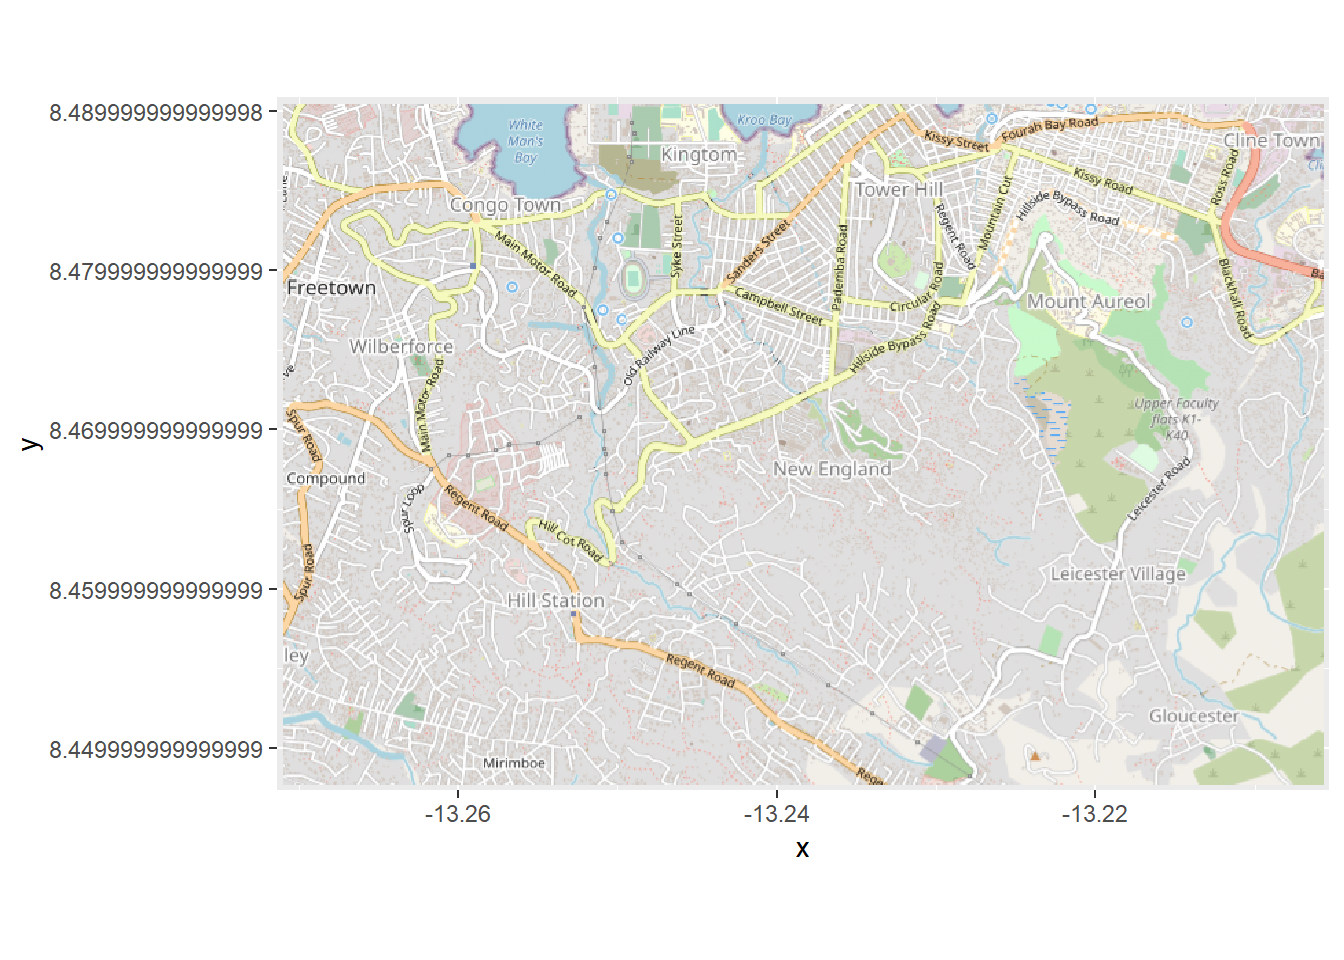 8.489999999999998
8.479999999999999
8.469999999999999
8.459999999999999
8.449999999999999
y
-13.26
-13.24
-13.22
x
White
Man's
Bay
Kroo Bay
Kingtom
Congo Town
Tower Hill
Cline Town
Kissy Street
Fourah Bay Road
Kissy Road
Ross Road
Mountain Cut
Hillside Bypass Road
Regent Road
Main Motor Road
Syke Street
Sanders Street
Pademba Road
Circular Road
Blackhall Road
Freetown
Campbell Street
Mount Aureol
Wilberforce
Old Railway Line
Hillside Bypass Road
Main Motor Road
Upper Faculty
flats K1-
K40
Spur Road
New England
Compound
Spur Loop
Regent Road
Leicester Road
Hill Cot Road
Spur Road
Leicester Village
Hill Station
ley
Regent Road
Gloucester
Mirimboe
Rege